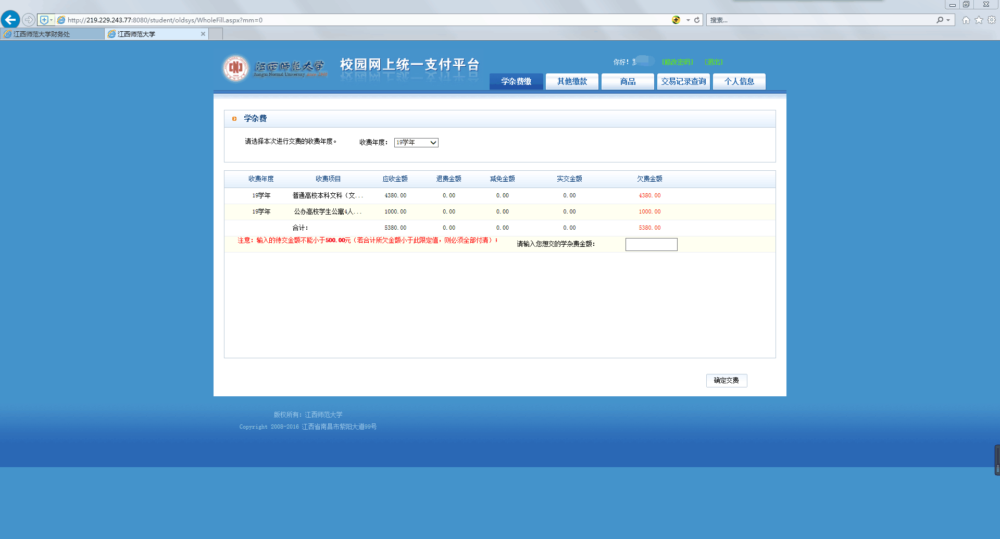 http://219.229.243.77:8080/student/oldsys/WholeFill.aspx?mm=0
搜索...
江西师范大学财务处
江西师范大学
江西师范大学
Jiangxi Normal University
校园网上统一支付平台
你好！
[修改密码] [退出]
学杂费缴 其他缴款 商品 交易记录查询 个人信息
学杂费
请选择本次进行交费的收费年度。 收费年度： 19学年
收费年度 收费项目 应收金额 退费金额 减免金额 实交金额 欠费金额
19学年 普通高校本科文科（文... 4380.00 0.00 0.00 0.00 4380.00
19学年 公办高校学生公寓4人... 1000.00 0.00 0.00 0.00 1000.00
合计： 5380.00 0.00 0.00 0.00 5380.00
注意：输入的待交金额不能小于500.00元（若合计所欠金额小于此限定值，则必须全部付清）； 请输入您想交的学杂费金额：
确定交费
版权所有：江西师范大学
Copyright 2008-2016 江西省南昌市紫阳大道99号